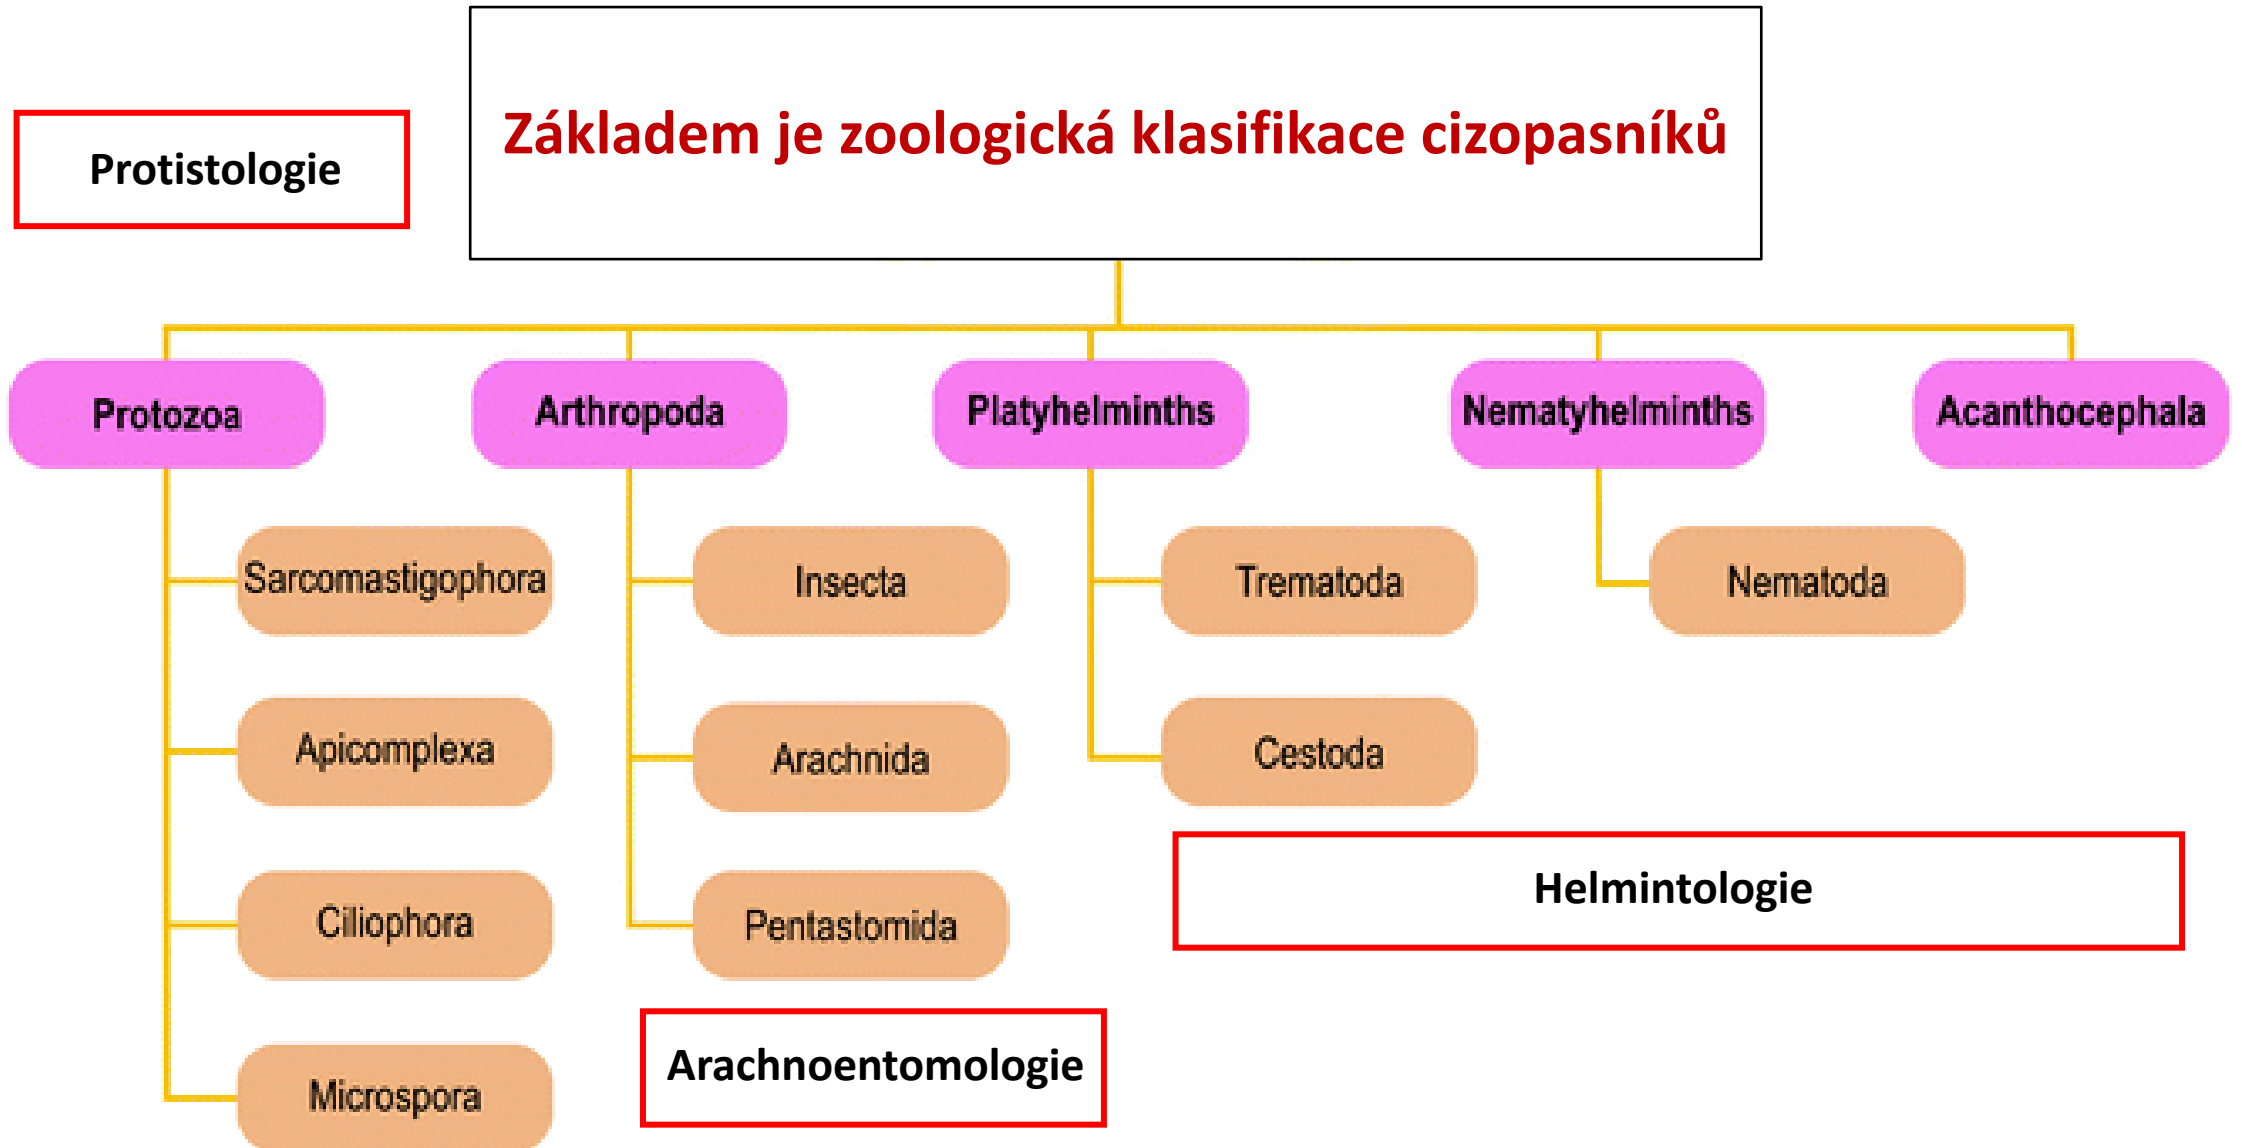 Základem je zoologická klasifikace cizopasníků
Protistologie
Protozoa
Arthropoda
Platyhelminths
Nematyhelminths
Acanthocephala
Sarcomastigophora
Insecta
Trematoda
Nematoda
Apicomplexa
Arachnida
Cestoda
Ciliophora
Pentastomida
Helmintologie
Arachnoentomologie
Microspora